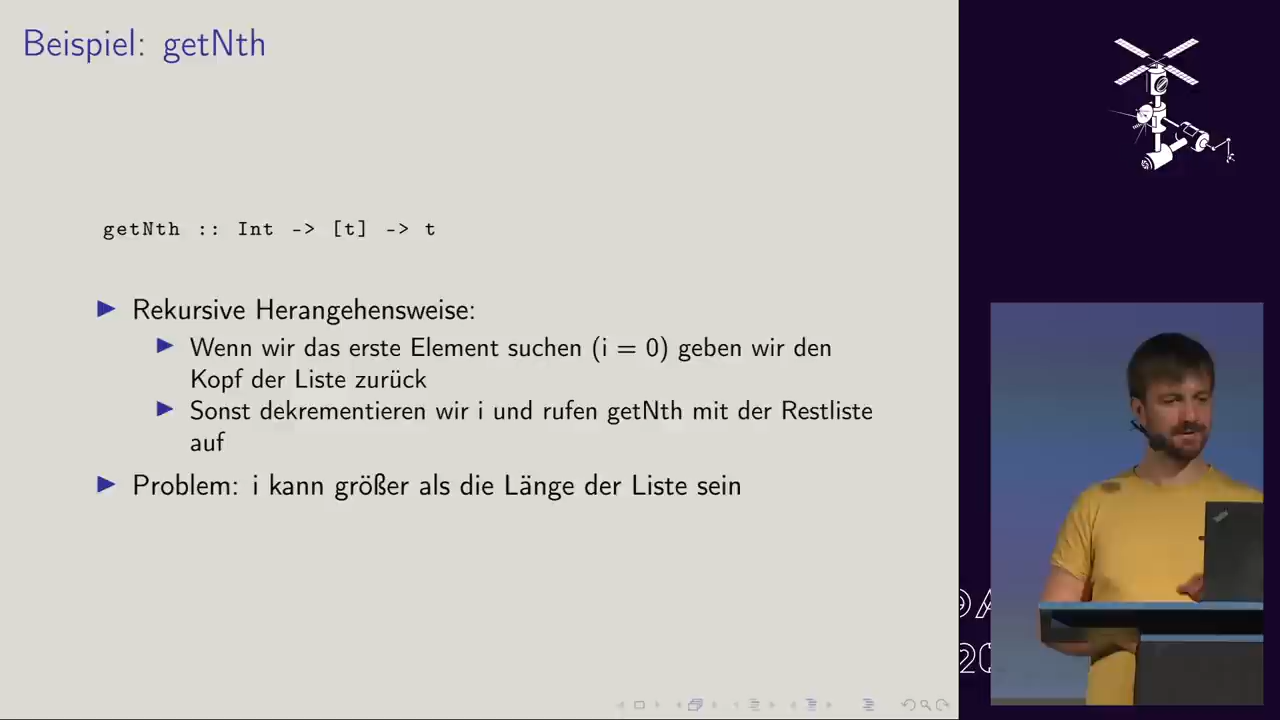 Beispiel: getNth
getNth :: Int -> [t] -> t
Rekursive Herangehensweise:
Wenn wir das erste Element suchen (i = 0) geben wir den
Kopf der Liste zurück
Sonst dekrementieren wir i und rufen getNth mit der Restliste
auf
Problem: i kann größer als die Länge der Liste sein